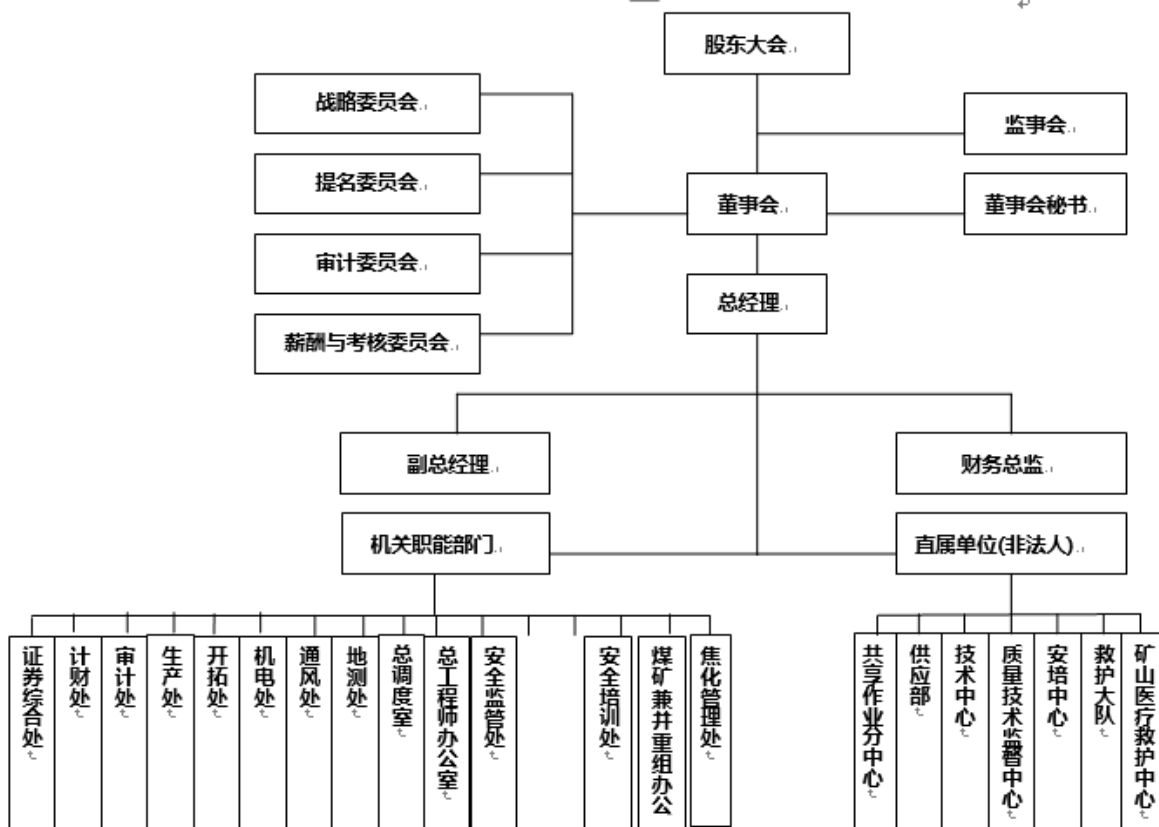 股东大会
战略委员会
监事会
提名委员会
董事会
董事会秘书
审计委员会
总经理
薪酬与考核委员会
副总经理
财务总监
机关职能部门
直属单位(非法人)
证券综合处
计财处
审计处
生产处
开拓处
机电处
通风处
地测处
总调度室
总工程师办公室
安全监管处
安全培训处
煤矿兼并重组办公
焦化管理处
共享作业分中心
供应部
技术中心
质量技术监督中心
安培中心
救护大队
矿山医疗救护中心